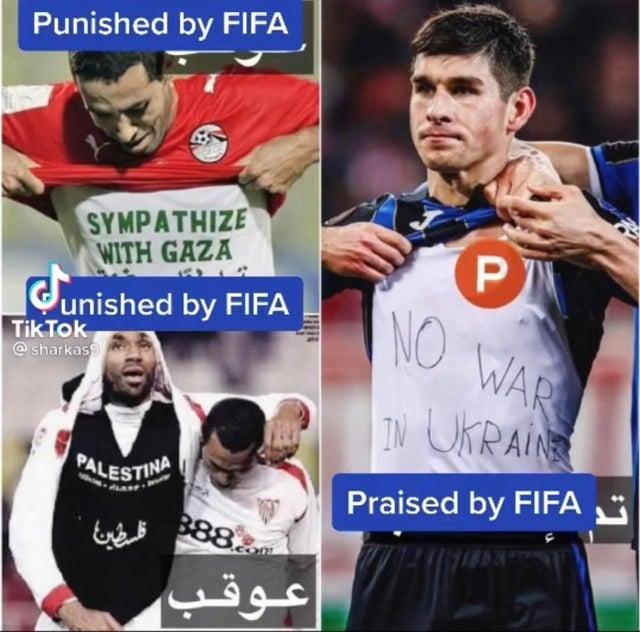 Punished by FIFA
SYMPATHIZE
WITH GAZA
Punished by FIFA
TikTok
@sharkas9
PALESTINA
فلسطين
888.com
عوقب
P
NO WAR
IN UKRAINE
Praised by FIFA